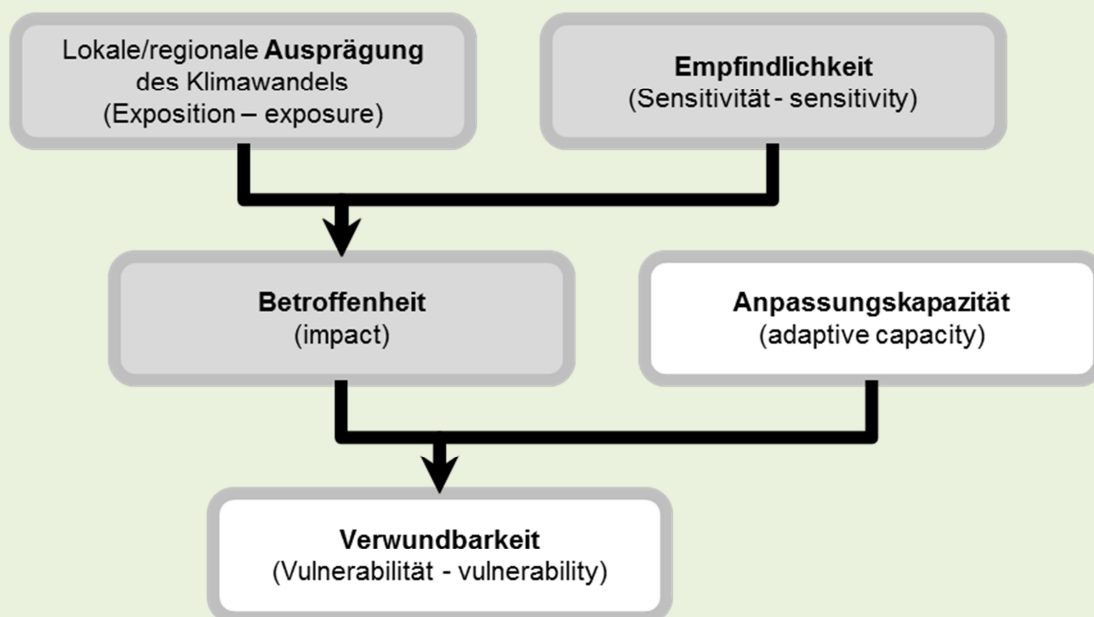 Lokale/regionale Ausprägung
des Klimawandels
(Exposition – exposure)
Empfindlichkeit
(Sensitivität - sensitivity)
Betroffenheit
(impact)
Anpassungskapazität
(adaptive capacity)
Verwundbarkeit
(Vulnerabilität - vulnerability)